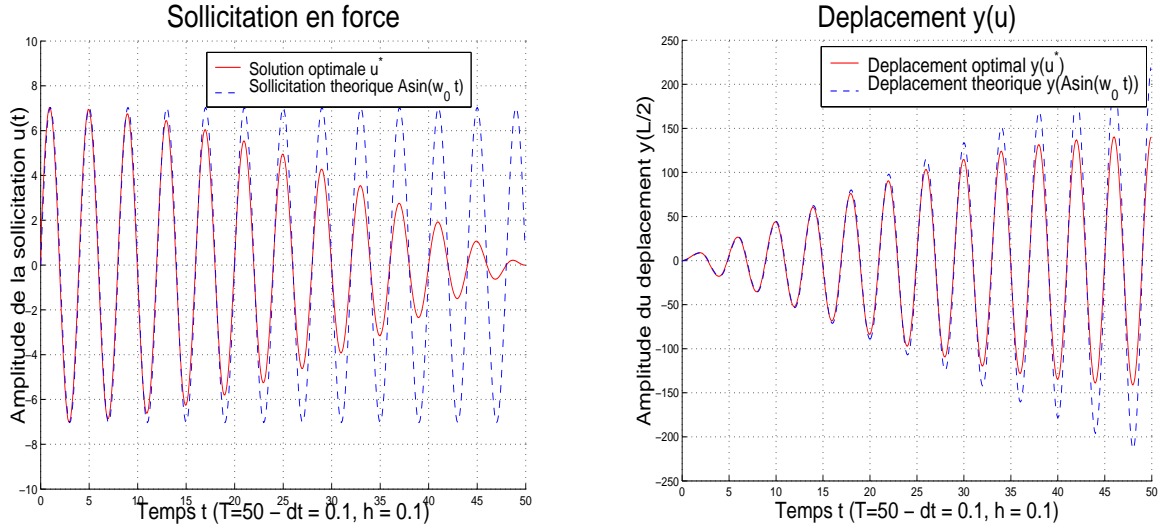 Sollicitation en force
Solution optimale u*
Sollicitation theorique Asin(w_0 t)
Amplitude de la sollicitation u(t)
10
8
6
4
2
0
−2
−4
−6
−8
−10
0 5 10 15 20 25 30 35 40 45 50
Temps t (T=50 − dt = 0.1, h = 0.1)
Deplacement y(u)
Deplacement optimal y(u*)
Deplacement theorique y(Asin(w_0 t))
Amplitude du deplacement y(L/2)
250
200
150
100
50
0
−50
−100
−150
−200
−250
0 5 10 15 20 25 30 35 40 45 50
Temps t (T=50 − dt = 0.1, h = 0.1)